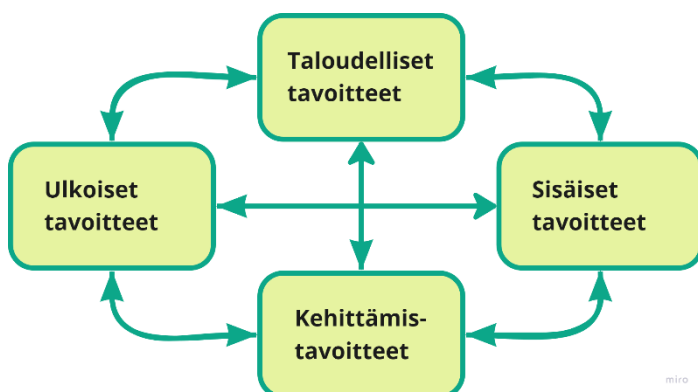 Taloudelliset
tavoitteet
Ulkoiset
tavoitteet
Sisäiset
tavoitteet
Kehittämis-
tavoitteet
miro